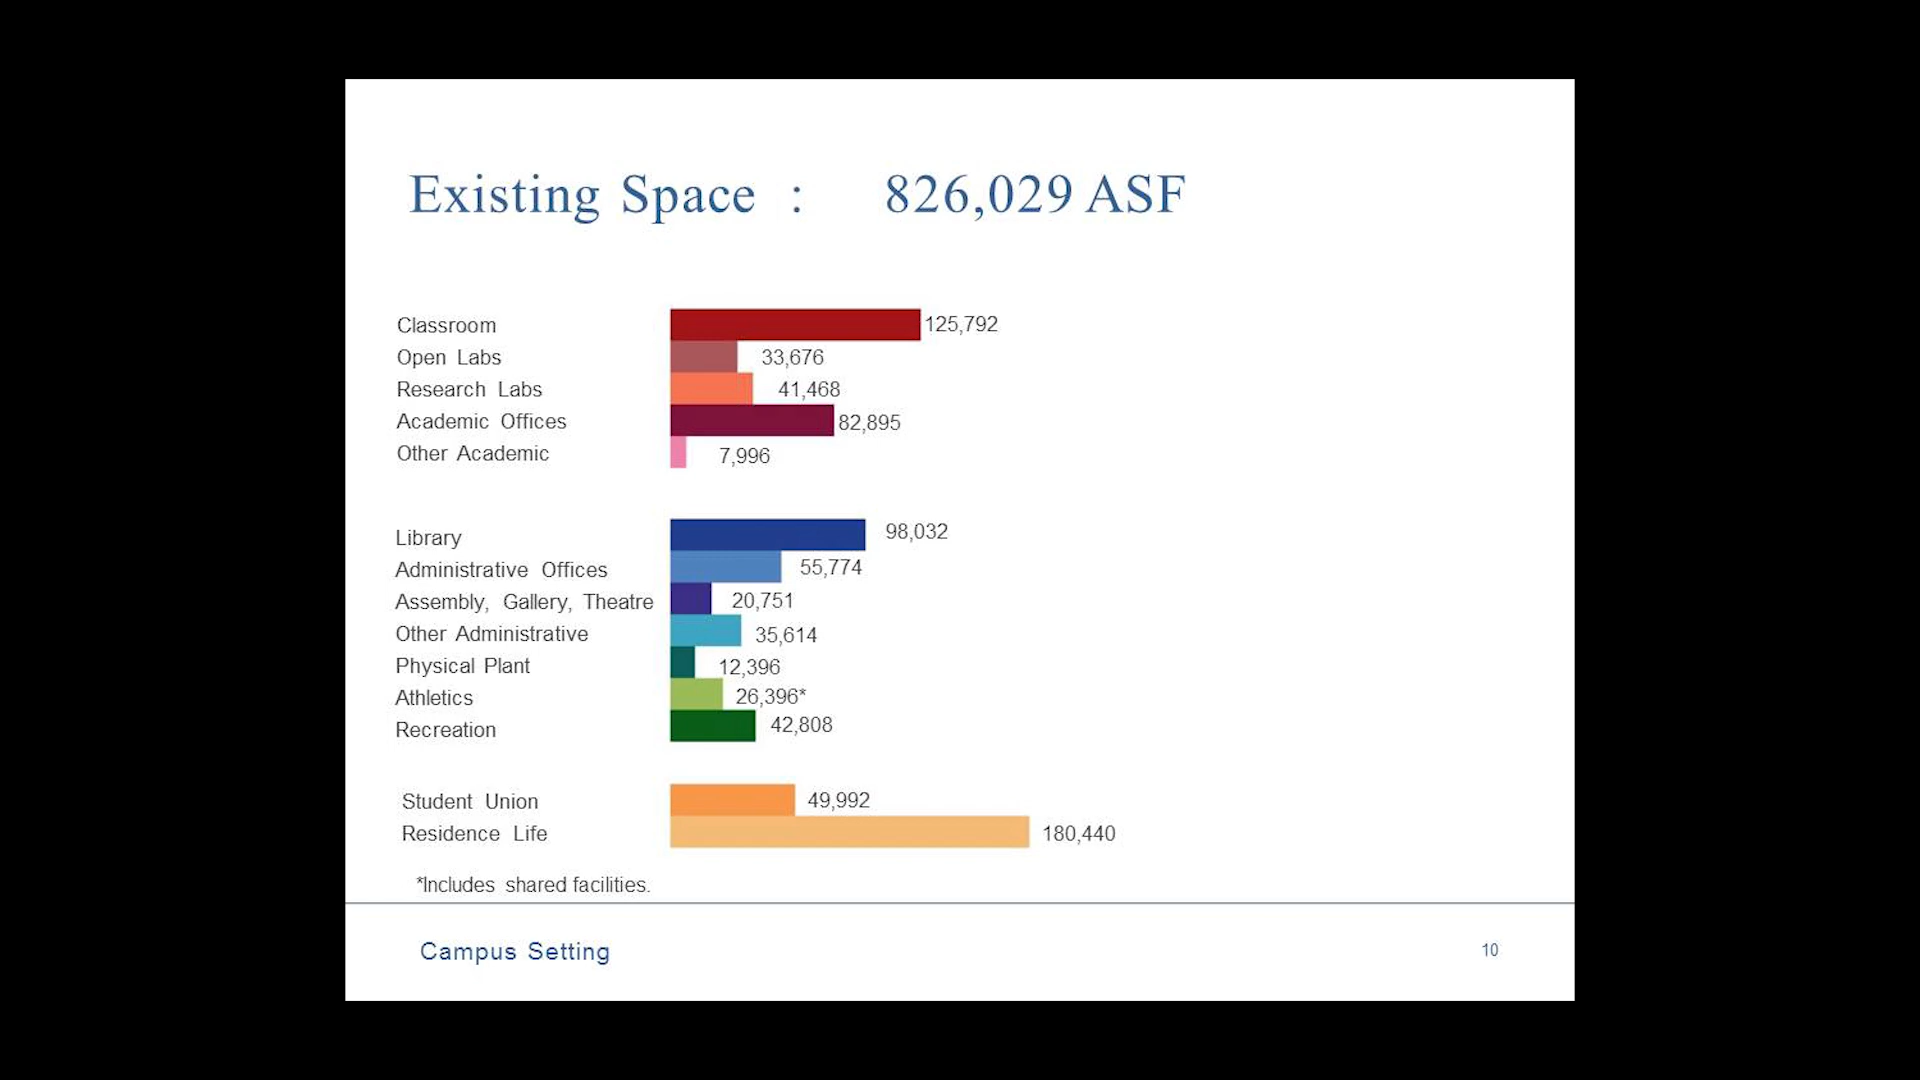 Existing Space : 826,029 ASF
Classroom 125,792
Open Labs 33,676
Research Labs 41,468
Academic Offices 82,895
Other Academic 7,996
Library 98,032
Administrative Offices 55,774
Assembly, Gallery, Theatre 20,751
Other Administrative 35,614
Physical Plant 12,396
Athletics 26,396*
Recreation 42,808
Student Union 49,992
Residence Life 180,440
*Includes shared facilities.
Campus Setting 10